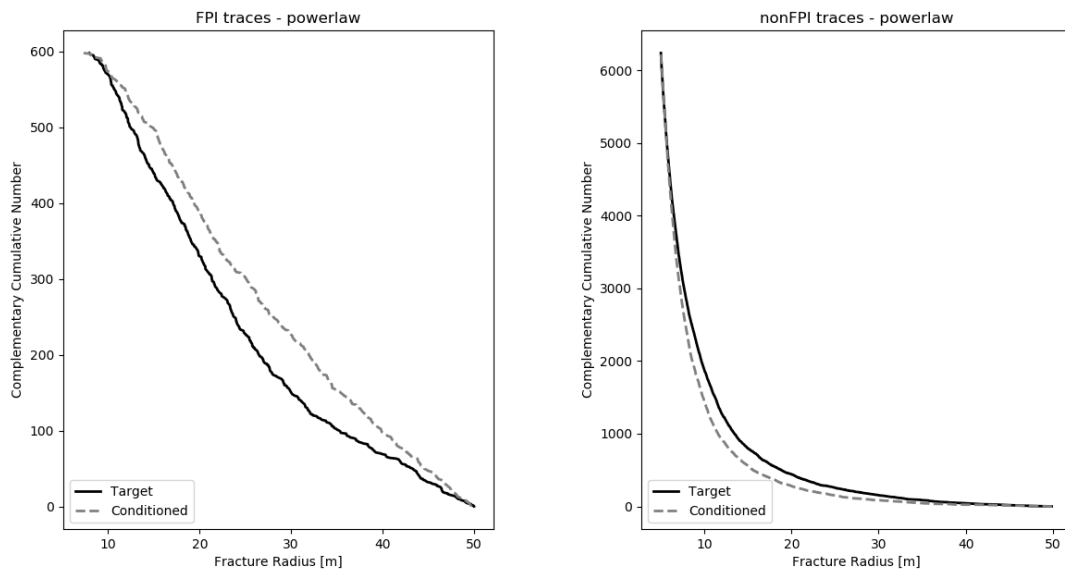 FPI traces - powerlaw
600
500
400
300
200
100
0
Complementary Cumulative Number
Target
Conditioned
10 20 30 40 50
Fracture Radius [m]
nonFPI traces - powerlaw
6000
5000
4000
3000
2000
1000
0
Complementary Cumulative Number
Target
Conditioned
10 20 30 40 50
Fracture Radius [m]